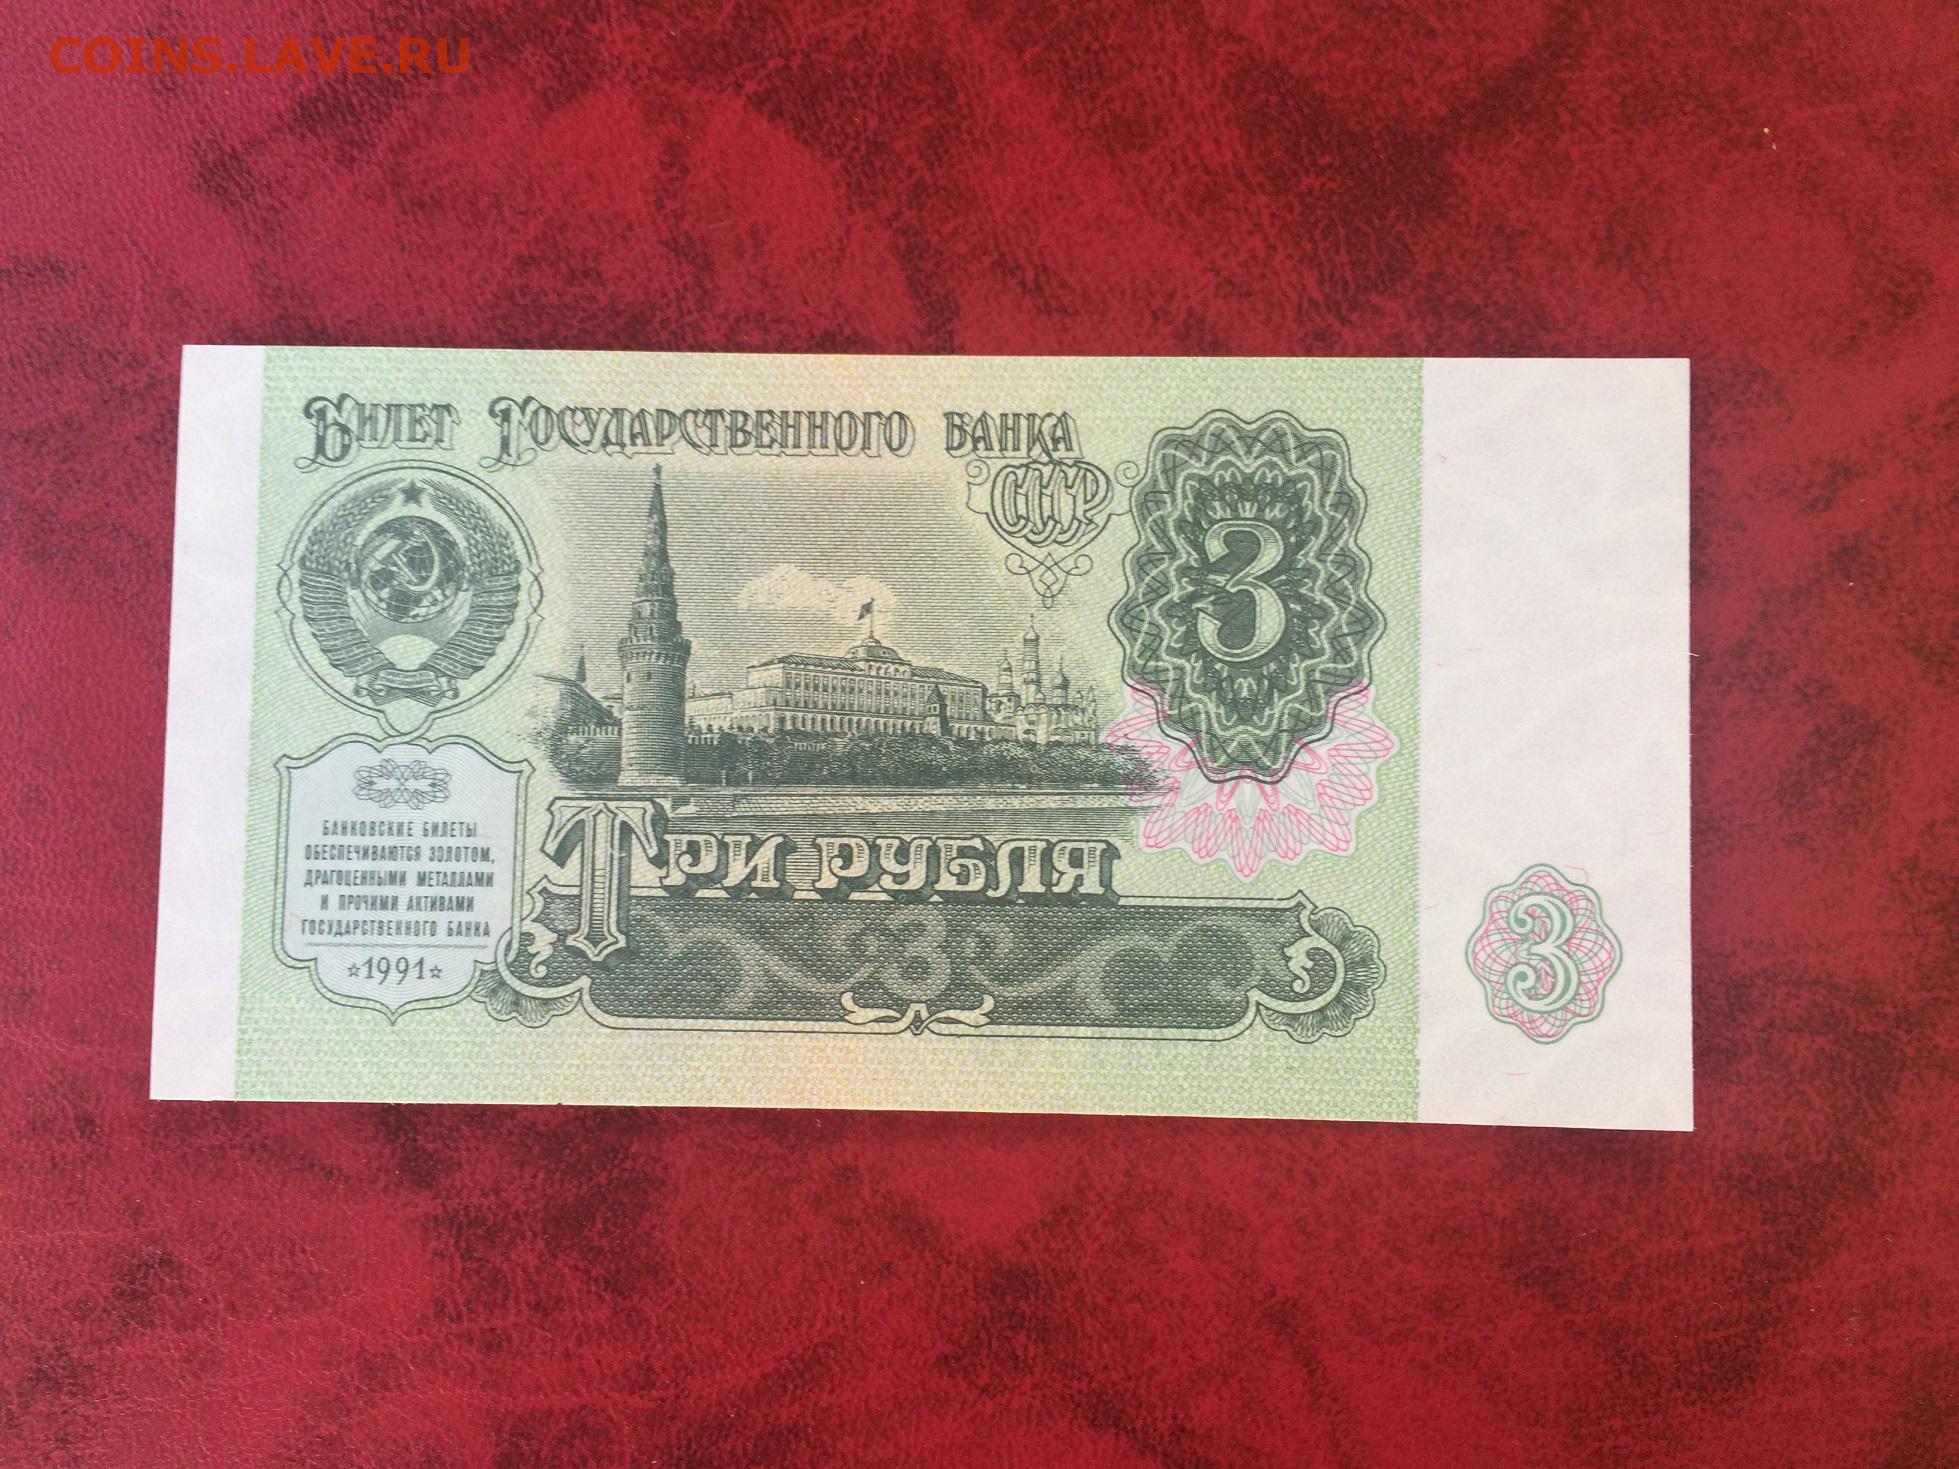 COINS.LAVE.RU
Билет Государственного банка
СССР
3
Три рубля
БАНКОВСКИЕ БИЛЕТЫ
ОБЕСПЕЧИВАЮТСЯ ЗОЛОТОМ,
ДРАГОЦЕННЫМИ МЕТАЛЛАМИ
И ПРОЧИМИ АКТИВАМИ
ГОСУДАРСТВЕННОГО БАНКА
☆1991☆
3